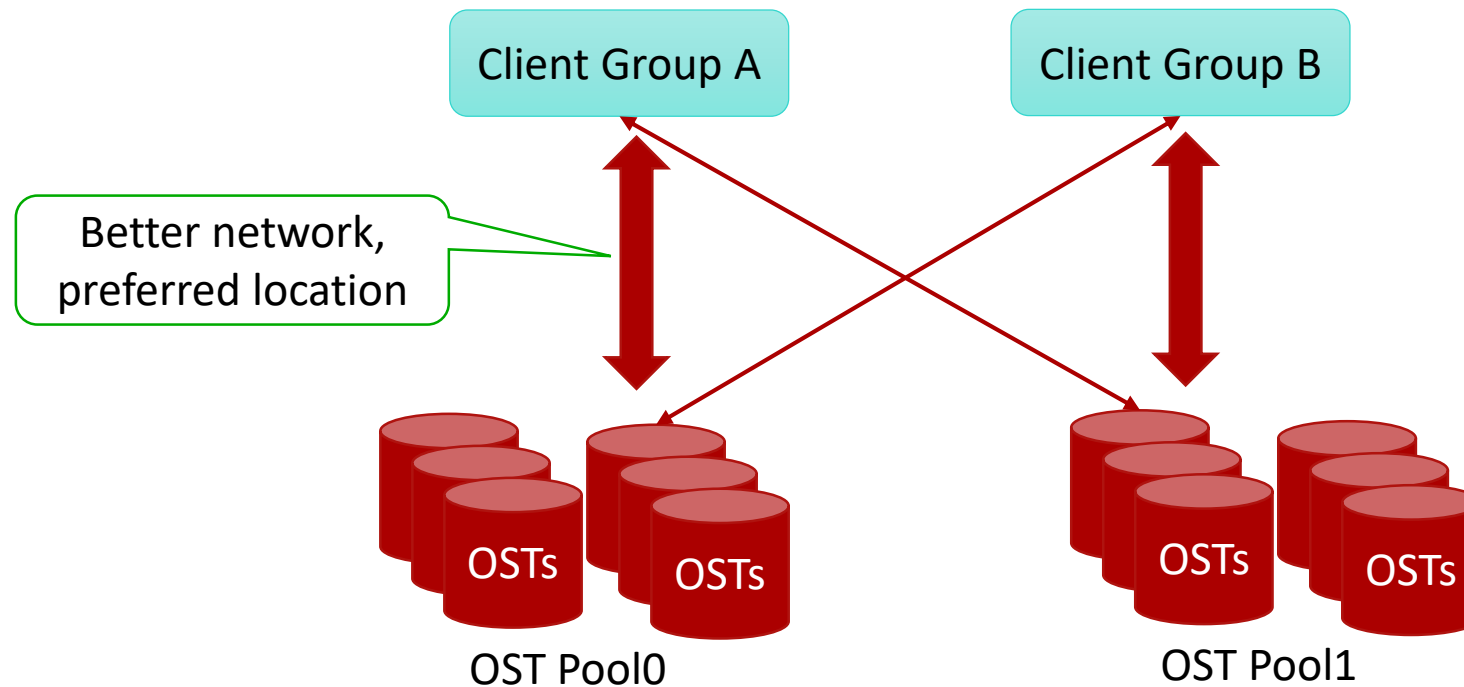 Client Group A
Client Group B
Better network,
preferred location
OSTs
OSTs
OSTs
OSTs
OST Pool0
OST Pool1